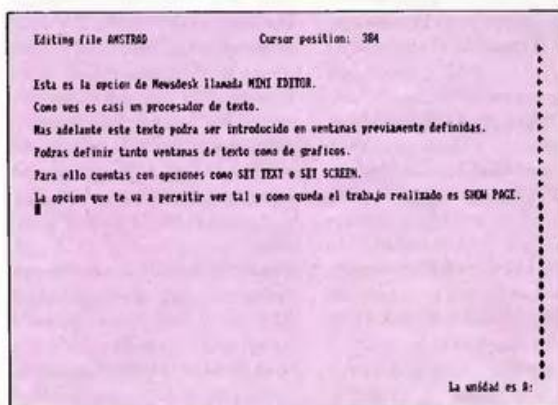 Editing file AMSTRAD Cursor position: 384
Esta es la opcion de Newsdesk llamada MINI EDITOR.
Como ves es casi un procesador de texto.
Mas adelante este texto podra ser introducido en ventanas previamente definidas.
Podras definir tanto ventanas de texto como de graficos.
Para ello cuentas con opciones como SET TEXT o SET SCREEN.
La opcion que te va a permitir ver tal y como queda el trabajo realizado es SHOW PAGE.
La unidad es A: